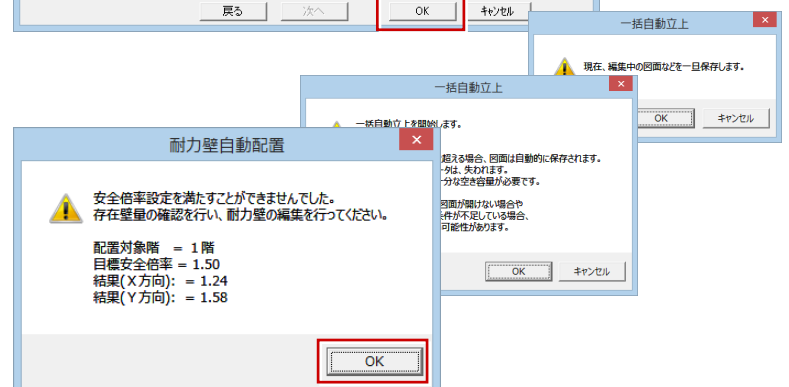 戻る 次へ OK キャンセル
一括自動立上
現在、編集中の図面などを一旦保存します。
OK キャンセル
一括自動立上
一括自動立上を開始します。
超える場合、図面は自動的に保存されます。
ータは、失われます。
分な空き容量が必要です。
図面が開けない場合や
件が不足している場合、
可能性があります。
OK キャンセル
耐力壁自動配置
安全倍率設定を満たすことができませんでした。
存在壁量の確認を行い、耐力壁の編集を行ってください。
配置対象階 = 1階
目標安全倍率 = 1.50
結果(X方向): = 1.24
結果(Y方向): = 1.58
OK